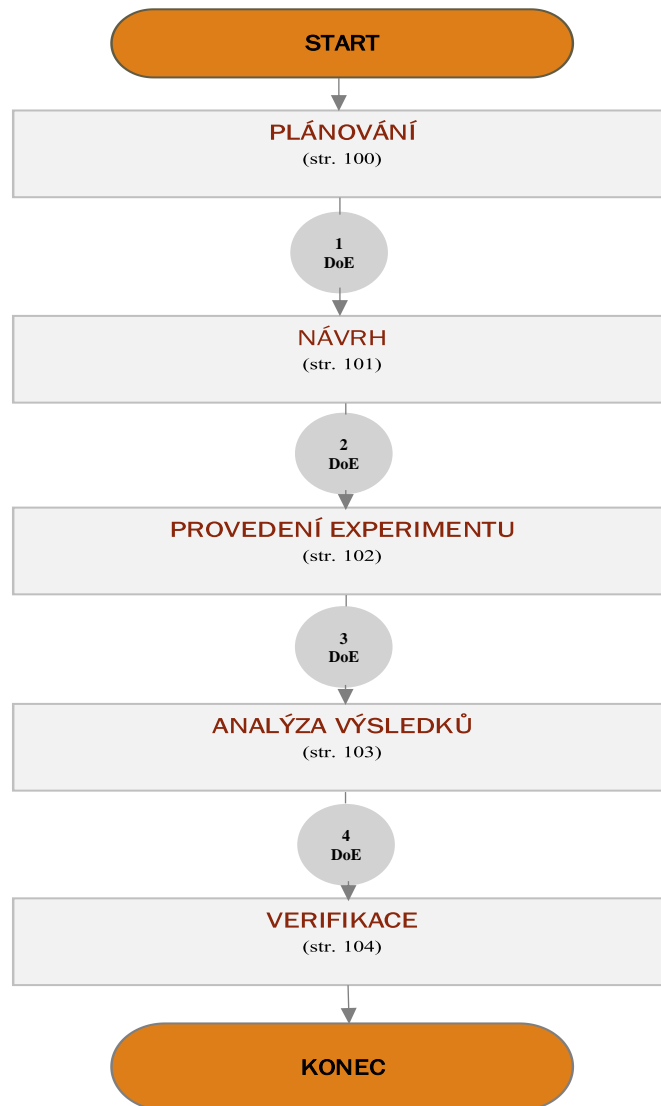 START
PLÁNOVÁNÍ
(str. 100)
1
DoE
NÁVRH
(str. 101)
2
DoE
PROVEDENÍ EXPERIMENTU
(str. 102)
3
DoE
ANALÝZA VÝSLEDKŮ
(str. 103)
4
DoE
VERIFIKACE
(str. 104)
KONEC